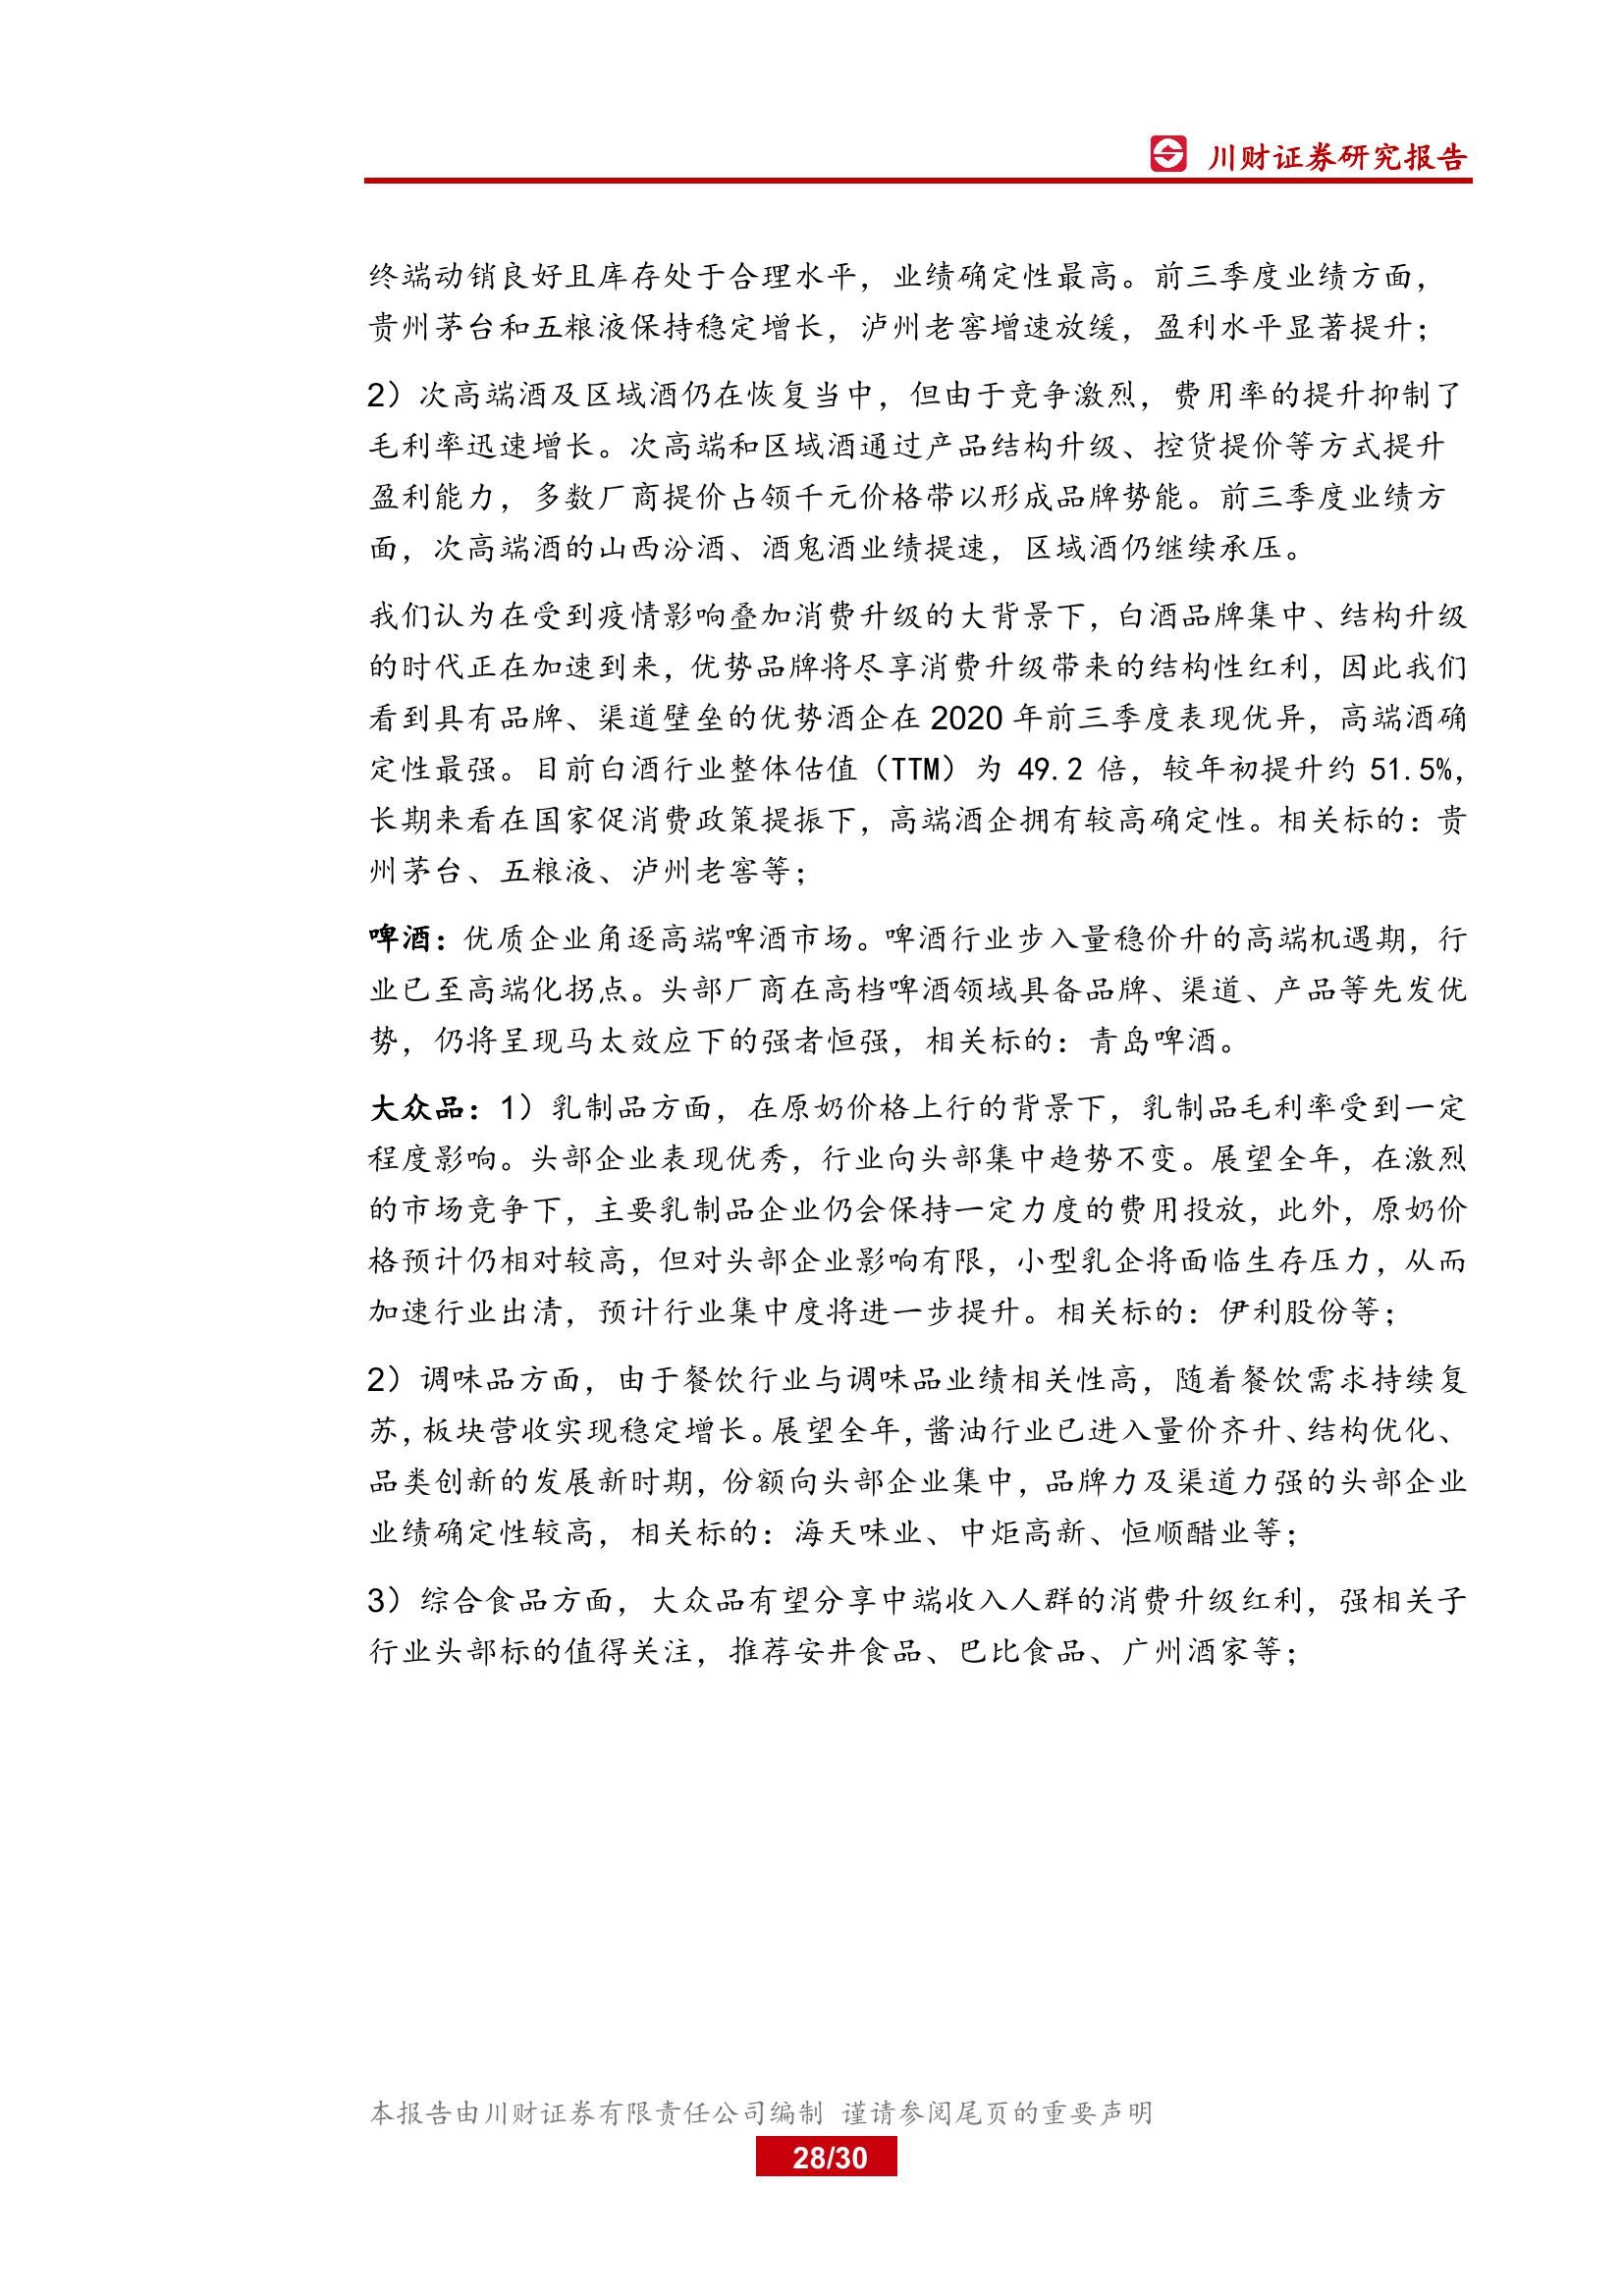 川财证券研究报告
终端动销良好且库存处于合理水平，业绩确定性最高。前三季度业绩方面，
贵州茅台和五粮液保持稳定增长，泸州老窖增速放缓，盈利水平显著提升；
2）次高端酒及区域酒仍在恢复当中，但由于竞争激烈，费用率的提升抑制了
毛利率迅速增长。次高端和区域酒通过产品结构升级、控货提价等方式提升
盈利能力，多数厂商提价占领千元价格带以形成品牌势能。前三季度业绩方
面，次高端酒的山西汾酒、酒鬼酒业绩提速，区域酒仍继续承压。
我们认为在受到疫情影响叠加消费升级的大背景下，白酒品牌集中、结构升级
的时代正在加速到来，优势品牌将尽享消费升级带来的结构性红利，因此我们
看到具有品牌、渠道壁垒的优势酒企在 2020 年前三季度表现优异，高端酒确
定性最强。目前白酒行业整体估值（TTM）为 49.2 倍，较年初提升约 51.5%，
长期来看在国家促消费政策提振下，高端酒企拥有较高确定性。相关标的：贵
州茅台、五粮液、泸州老窖等；
啤酒：优质企业角逐高端啤酒市场。啤酒行业步入量稳价升的高端机遇期，行
业已至高端化拐点。头部厂商在高档啤酒领域具备品牌、渠道、产品等先发优
势，仍将呈现马太效应下的强者恒强，相关标的：青岛啤酒。
大众品：1）乳制品方面，在原奶价格上行的背景下，乳制品毛利率受到一定
程度影响。头部企业表现优秀，行业向头部集中趋势不变。展望全年，在激烈
的市场竞争下，主要乳制品企业仍会保持一定力度的费用投放，此外，原奶价
格预计仍相对较高，但对头部企业影响有限，小型乳企将面临生存压力，从而
加速行业出清，预计行业集中度将进一步提升。相关标的：伊利股份等；
2）调味品方面，由于餐饮行业与调味品业绩相关性高，随着餐饮需求持续复
苏，板块营收实现稳定增长。展望全年，酱油行业已进入量价齐升、结构优化、
品类创新的发展新时期，份额向头部企业集中，品牌力及渠道力强的头部企业
业绩确定性较高，相关标的：海天味业、中炬高新、恒顺醋业等；
3）综合食品方面，大众品有望分享中端收入人群的消费升级红利，强相关子
行业头部标的值得关注，推荐安井食品、巴比食品、广州酒家等；
本报告由川财证券有限责任公司编制 谨请参阅尾页的重要声明
28/30